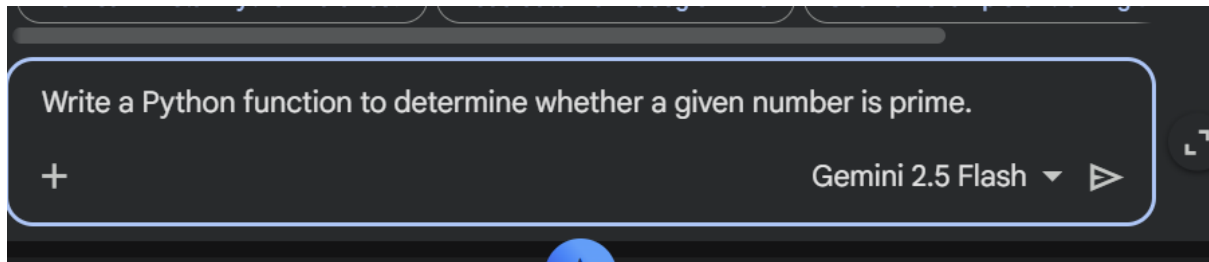 Write a Python function to determine whether a given number is prime.
Gemini 2.5 Flash